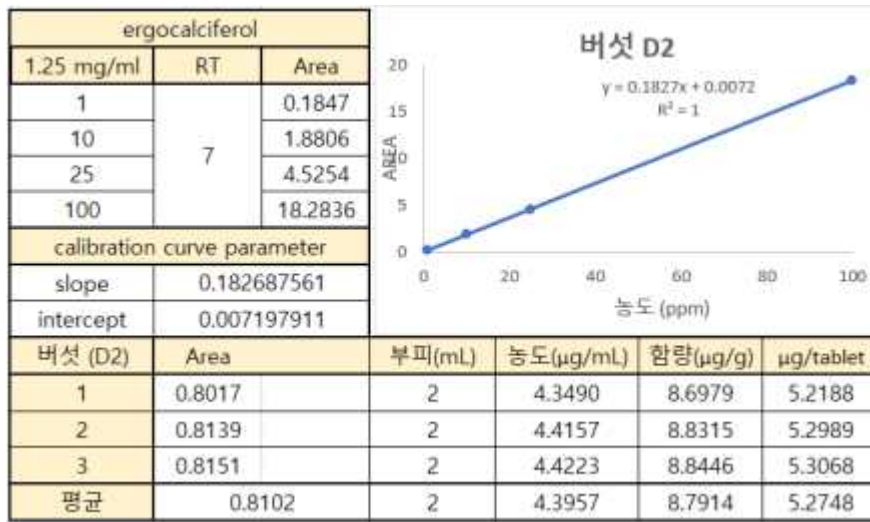 ergocalciferol
1.25 mg/ml RT Area
1 0.1847
10 1.8806
7
25 4.5254
100 18.2836
calibration curve parameter
slope 0.182687561
intercept 0.007197911
버섯 D2
y = 0.1827x + 0.0072
R² = 1
AREA
20
15
10
5
0
0 20 40 60 80 100
농도 (ppm)
버섯 (D2) Area 부피(mL) 농도(μg/mL) 함량(μg/g) μg/tablet
1 0.8017 2 4.3490 8.6979 5.2188
2 0.8139 2 4.4157 8.8315 5.2989
3 0.8151 2 4.4223 8.8446 5.3068
평균 0.8102 2 4.3957 8.7914 5.2748